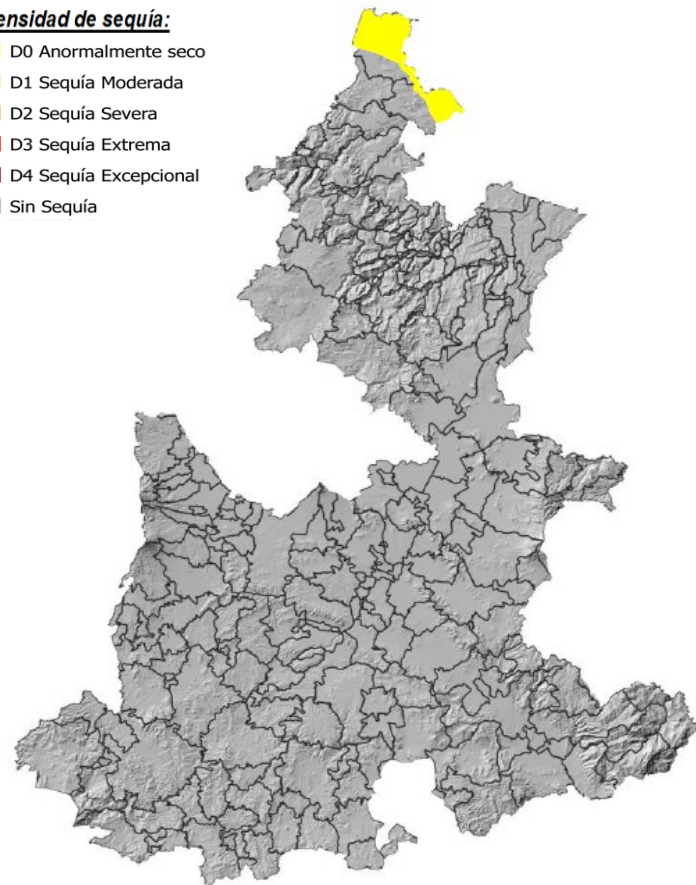 ensidad de sequía:
D0 Anormalmente seco
D1 Sequía Moderada
D2 Sequía Severa
D3 Sequía Extrema
D4 Sequía Excepcional
Sin Sequía